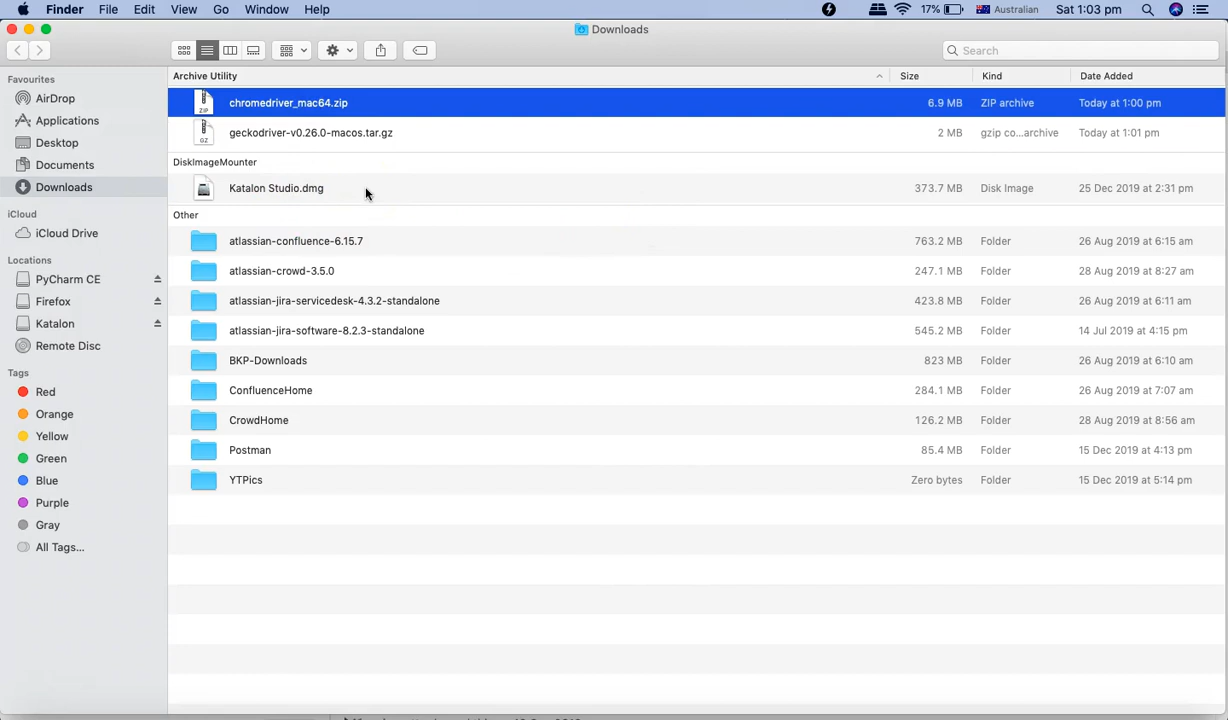 Finder File Edit View Go Window Help 17% Australian Sat 1:03 pm
Downloads
Search
Favourites
AirDrop
Applications
Desktop
Documents
Downloads
iCloud
iCloud Drive
Locations
PyCharm CE
Firefox
Katalon
Remote Disc
Tags
Red
Orange
Yellow
Green
Blue
Purple
Gray
All Tags...
Archive Utility Size Kind Date Added
ZIP chromedriver_mac64.zip 6.9 MB ZIP archive Today at 1:00 pm
GZ geckodriver-v0.26.0-macos.tar.gz 2 MB gzip co...archive Today at 1:01 pm
DiskImageMounter
Katalon Studio.dmg 373.7 MB Disk Image 25 Dec 2019 at 2:31 pm
Other
atlassian-confluence-6.15.7 763.2 MB Folder 26 Aug 2019 at 6:15 am
atlassian-crowd-3.5.0 247.1 MB Folder 28 Aug 2019 at 8:27 am
atlassian-jira-servicedesk-4.3.2-standalone 423.8 MB Folder 26 Aug 2019 at 6:11 am
atlassian-jira-software-8.2.3-standalone 545.2 MB Folder 14 Jul 2019 at 4:15 pm
BKP-Downloads 823 MB Folder 26 Aug 2019 at 6:10 am
ConfluenceHome 284.1 MB Folder 26 Aug 2019 at 7:07 am
CrowdHome 126.2 MB Folder 28 Aug 2019 at 8:56 am
Postman 85.4 MB Folder 15 Dec 2019 at 4:13 pm
YTPics Zero bytes Folder 15 Dec 2019 at 5:14 pm